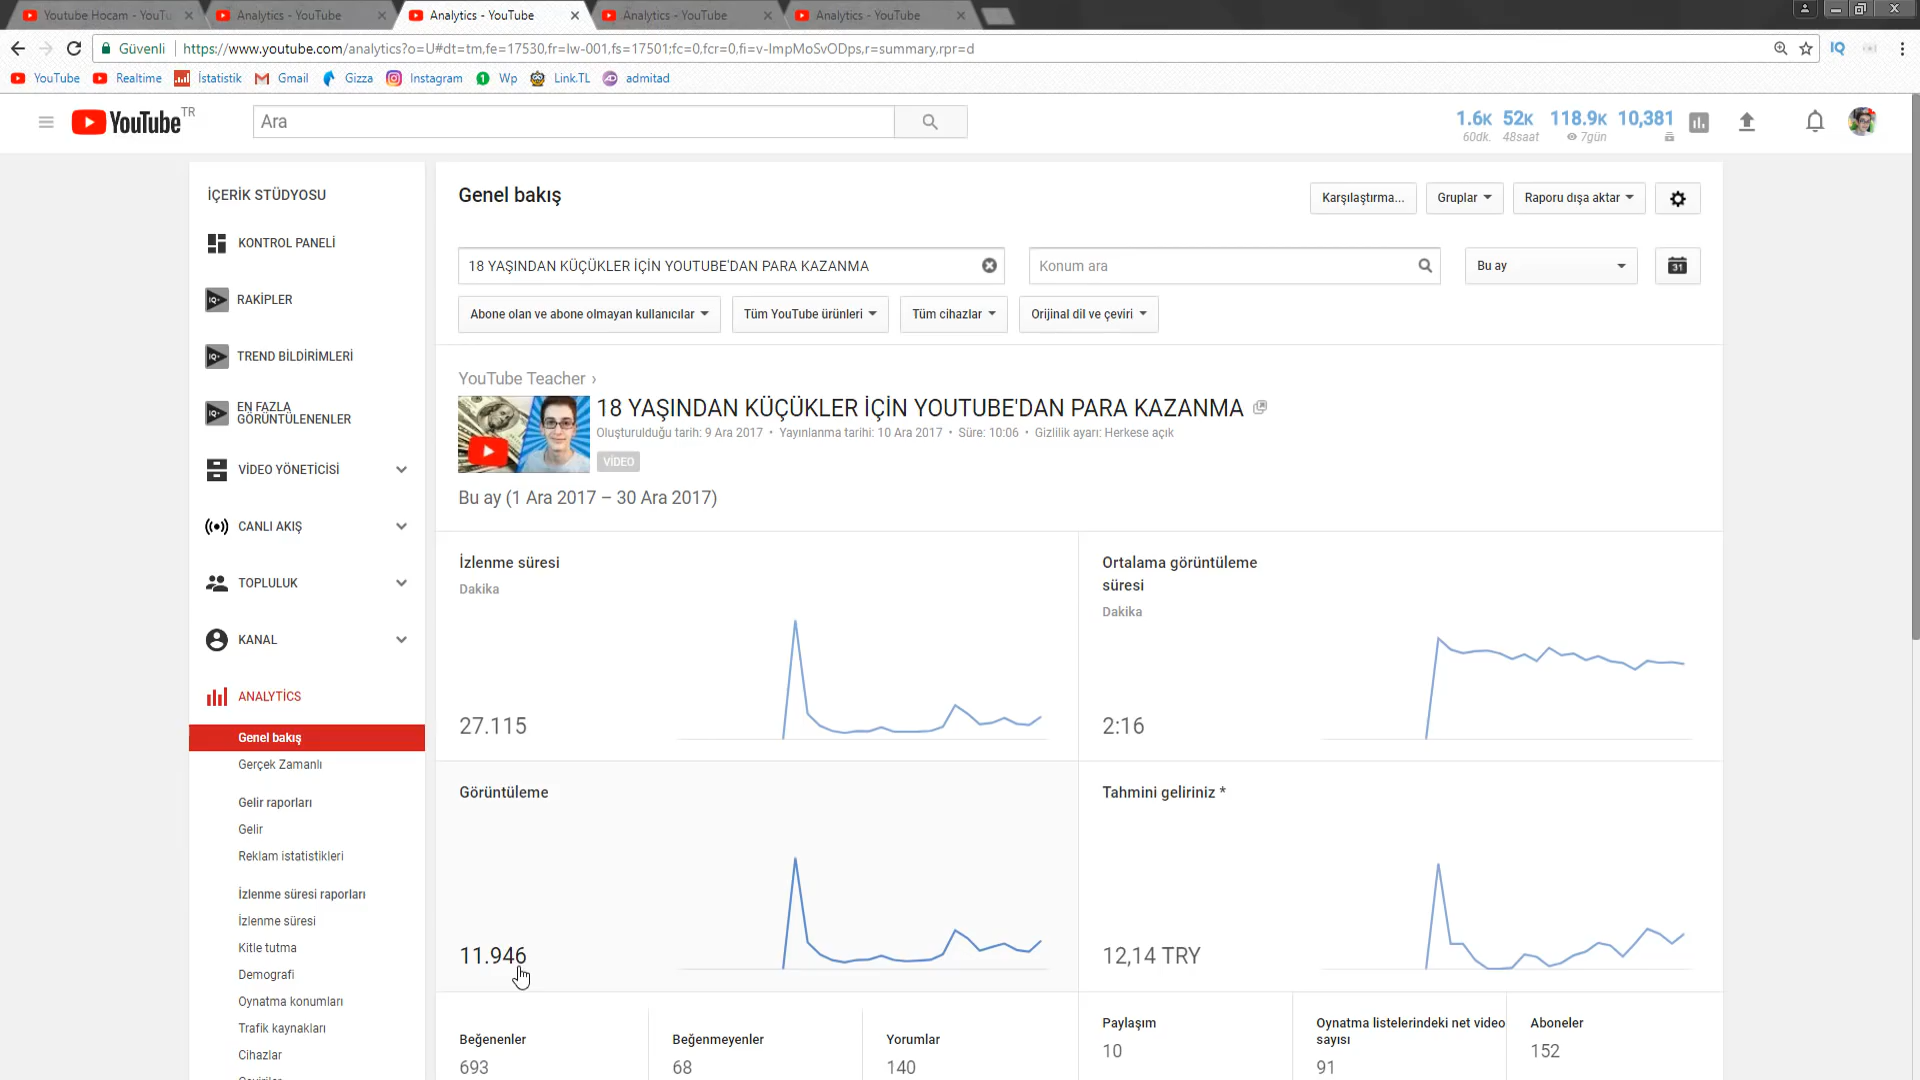 Youtube Hocam - YouTu
Analytics - YouTube
Analytics - YouTube
Analytics - YouTube
Analytics - YouTube
Güvenli
https://www.youtube.com/analytics?o=U#dt=tm,fe=17530,fr=lw-001,fs=17501;fc=0,fcr=0,fi=v-ImpMoSvODps,r=summary,rpr=d
IQ
YouTube
Realtime
İstatistik
Gmail
Gizza
Instagram
Wp
Link.TL
admitad
YouTube TR
Ara
1.6K 52K 118.9K 10,381
60dk. 48saat 7gün
İÇERİK STÜDYOSU
KONTROL PANELİ
RAKİPLER
TREND BİLDİRİMLERİ
EN FAZLA
GÖRÜNTÜLENENLER
VİDEO YÖNETİCİSİ
CANLI AKIŞ
TOPLULUK
KANAL
ANALYTICS
Genel bakış
Gerçek Zamanlı
Gelir raporları
Gelir
Reklam istatistikleri
İzlenme süresi raporları
İzlenme süresi
Kitle tutma
Demografi
Oynatma konumları
Trafik kaynakları
Cihazlar
Genel bakış
Karşılaştırma...
Gruplar
Raporu dışa aktar
18 YAŞINDAN KÜÇÜKLER İÇİN YOUTUBE'DAN PARA KAZANMA
Konum ara
Bu ay
31
Abone olan ve abone olmayan kullanıcılar
Tüm YouTube ürünleri
Tüm cihazlar
Orijinal dil ve çeviri
YouTube Teacher ›
18 YAŞINDAN KÜÇÜKLER İÇİN YOUTUBE'DAN PARA KAZANMA
Oluşturulduğu tarih: 9 Ara 2017 • Yayınlanma tarihi: 10 Ara 2017 • Süre: 10:06 • Gizlilik ayarı: Herkese açık
VİDEO
Bu ay (1 Ara 2017 – 30 Ara 2017)
İzlenme süresi
Dakika
27.115
Ortalama görüntüleme
süresi
Dakika
2:16
Görüntüleme
11.946
Tahmini geliriniz *
12,14 TRY
Beğenenler
693
Beğenmeyenler
68
Yorumlar
140
Paylaşım
10
Oynatma listelerindeki net video
sayısı
91
Aboneler
152